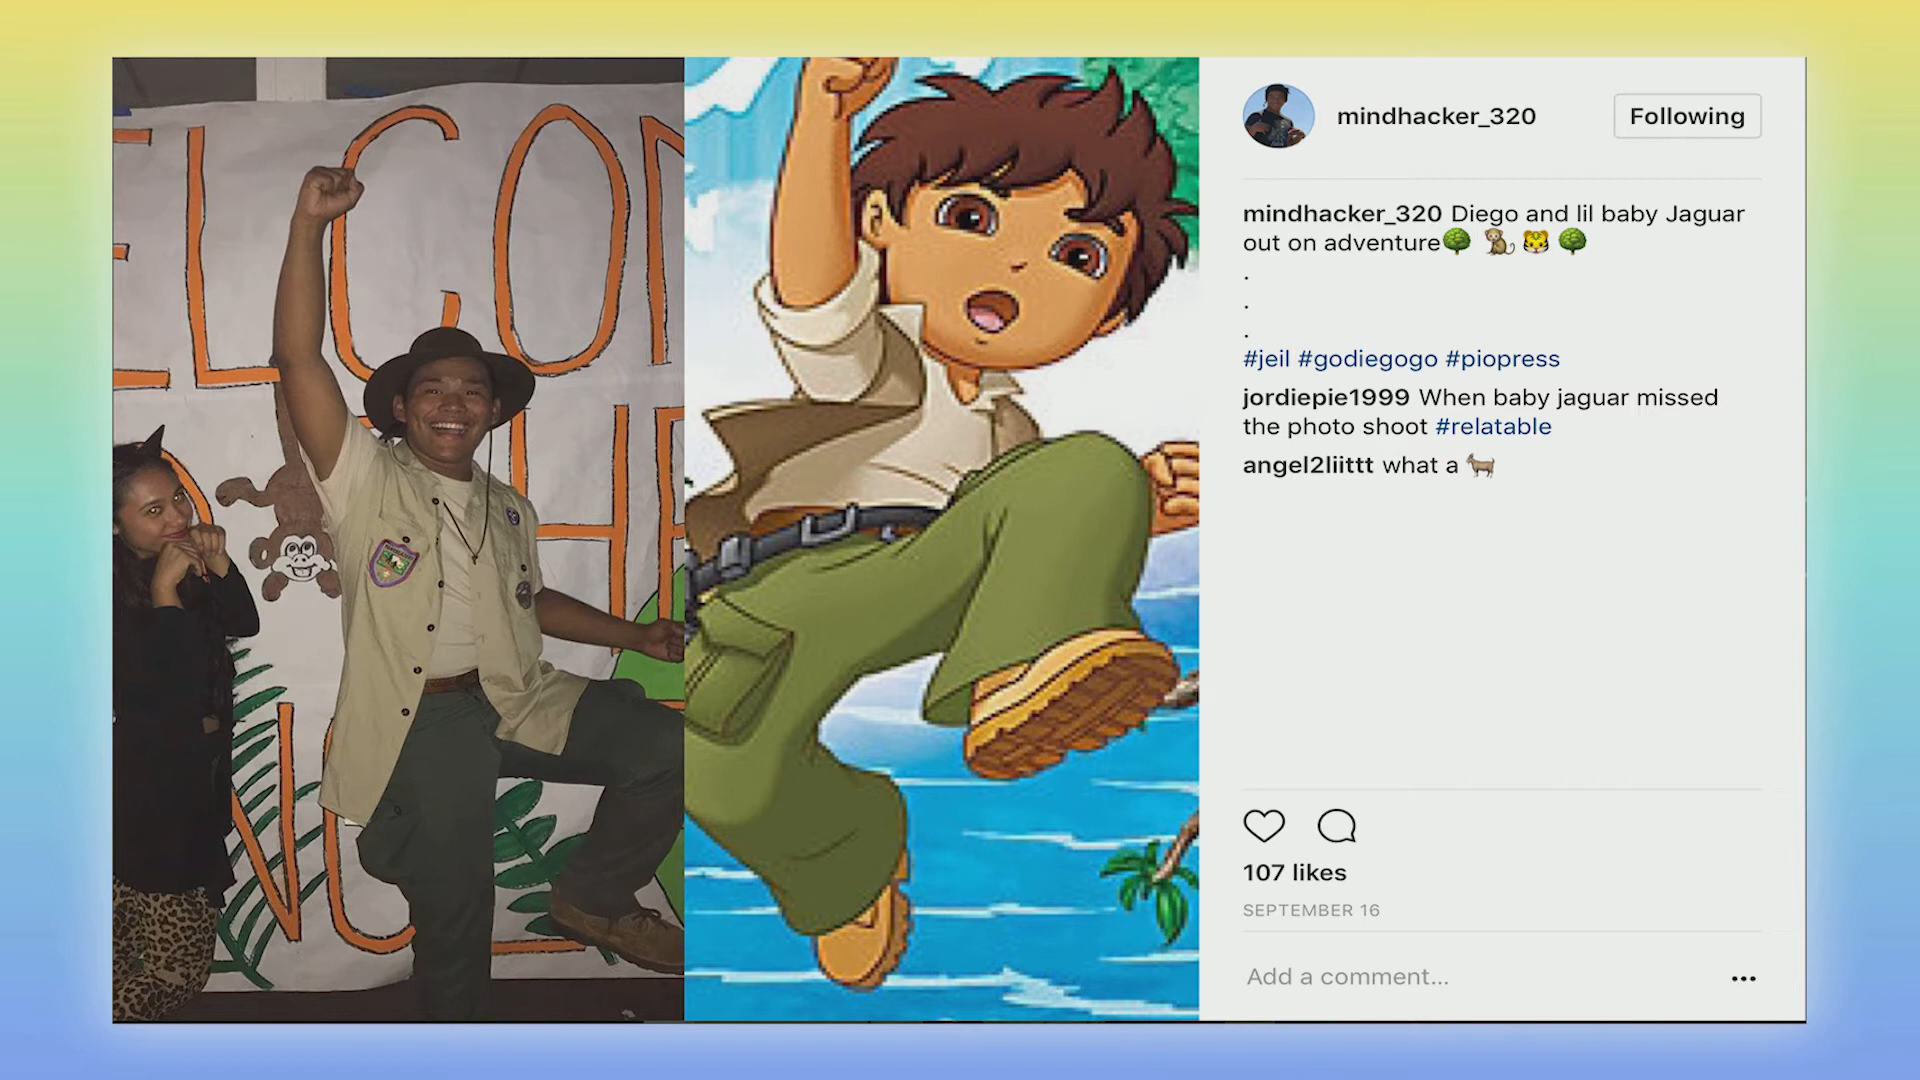 ELCOM
mindhacker_320
Following
mindhacker_320 Diego and lil baby Jaguar
out on adventure🌳 🐒 🐯 🌳
.
.
.
#jeil #godiegogo #piopress
jordiepie1999 When baby jaguar missed
the photo shoot #relatable
angel2liittt what a 🐐
107 likes
SEPTEMBER 16
Add a comment...